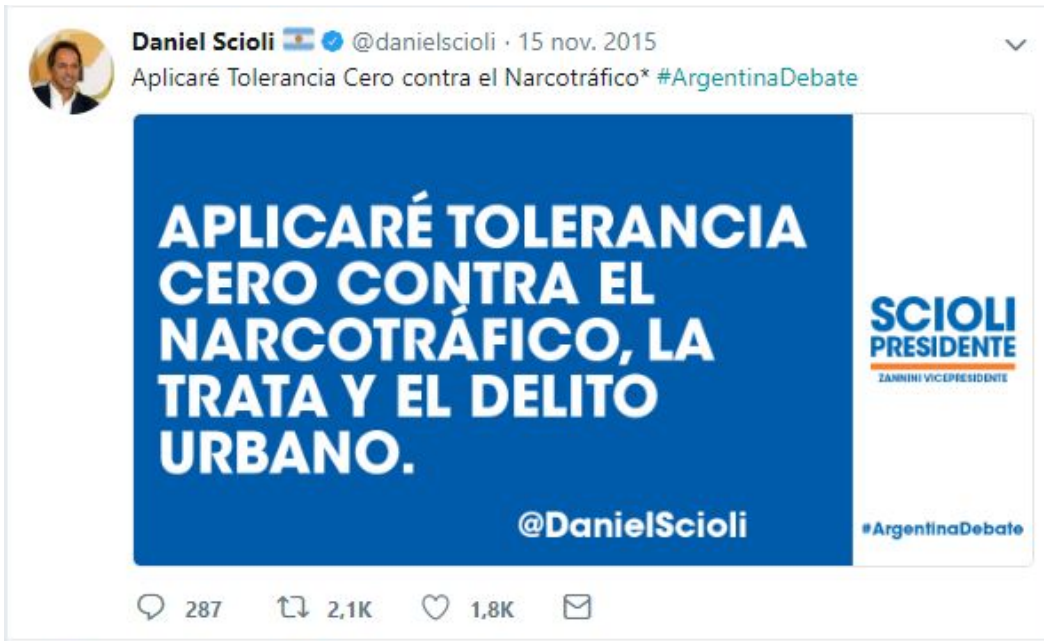 Daniel Scioli 🇦🇷 @danielscioli · 15 nov. 2015
Aplicaré Tolerancia Cero contra el Narcotráfico* #ArgentinaDebate
APLICARÉ TOLERANCIA
CERO CONTRA EL
NARCOTRÁFICO, LA
TRATA Y EL DELITO
URBANO.
@DanielScioli
SCIOLI
PRESIDENTE
ZANNINI VICEPRESIDENTE
#ArgentinaDebate
287 2,1K 1,8K